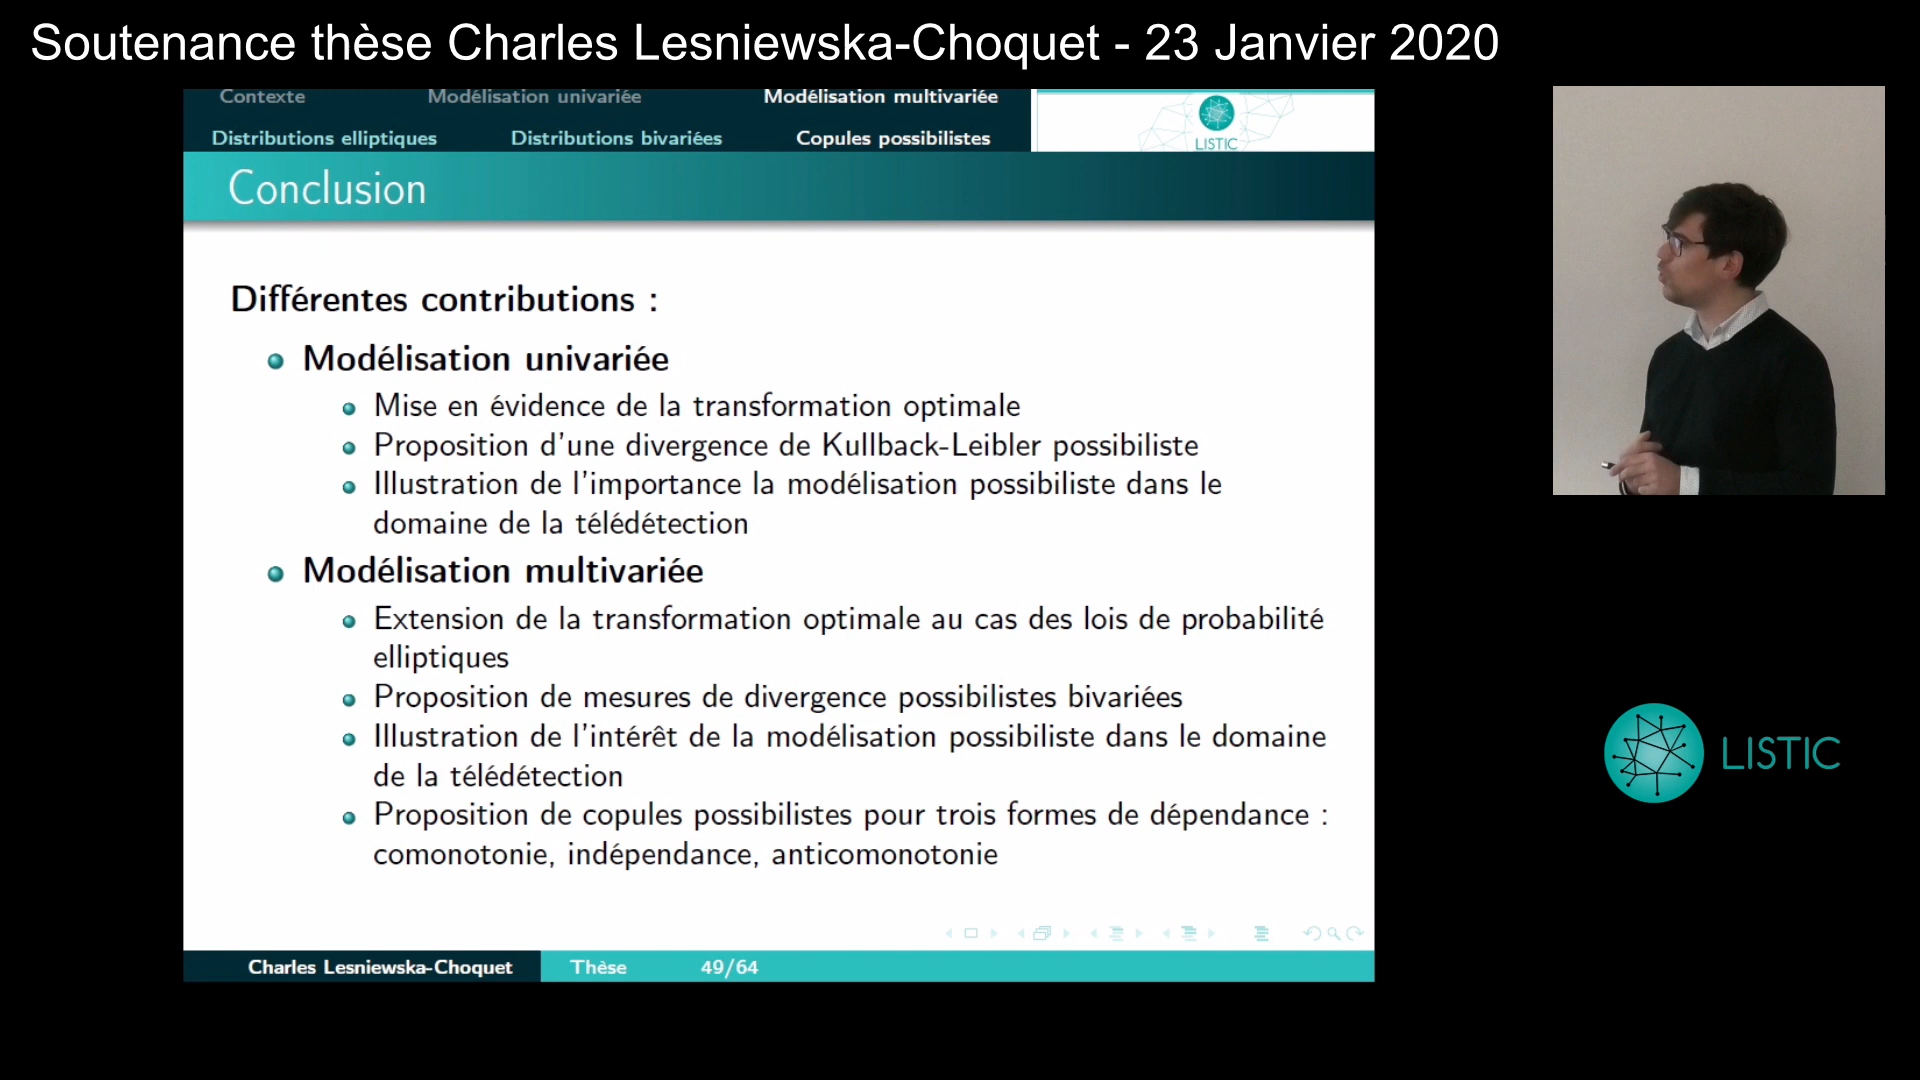 Soutenance thèse Charles Lesniewska-Choquet - 23 Janvier 2020
Contexte Modélisation univariée Modélisation multivariée
Distributions elliptiques Distributions bivariées Copules possibilistes
LISTIC
Conclusion
Différentes contributions :
Modélisation univariée
Mise en évidence de la transformation optimale
Proposition d'une divergence de Kullback-Leibler possibiliste
Illustration de l'importance la modélisation possibiliste dans le
domaine de la télédétection
Modélisation multivariée
Extension de la transformation optimale au cas des lois de probabilité
elliptiques
Proposition de mesures de divergence possibilistes bivariées
Illustration de l'intérêt de la modélisation possibiliste dans le domaine
de la télédétection
Proposition de copules possibilistes pour trois formes de dépendance :
comonotonie, indépendance, anticomonotonie
LISTIC
Charles Lesniewska-Choquet Thèse 49/64